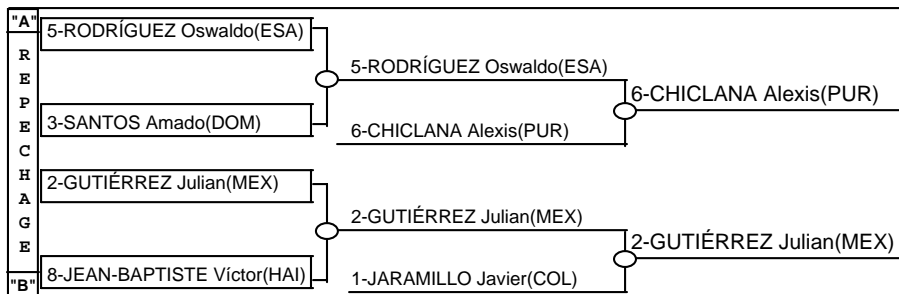 "A"
REPECHAGE
"B"
5-RODRÍGUEZ Oswaldo(ESA)
3-SANTOS Amado(DOM)
5-RODRÍGUEZ Oswaldo(ESA)
6-CHICLANA Alexis(PUR)
6-CHICLANA Alexis(PUR)
2-GUTIÉRREZ Julian(MEX)
8-JEAN-BAPTISTE Víctor(HAI)
2-GUTIÉRREZ Julian(MEX)
1-JARAMILLO Javier(COL)
2-GUTIÉRREZ Julian(MEX)